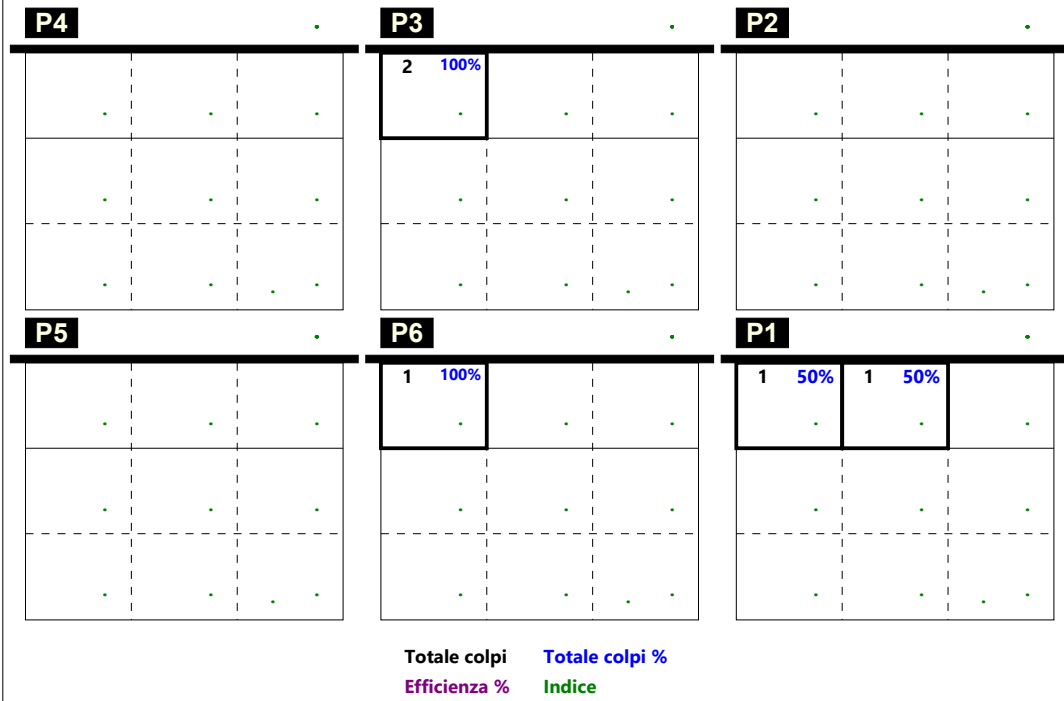 P4 P3 P2
2 100%
P5 P6 P1
1 100% 1 50% 1 50%
Totale colpi Totale colpi %
Efficienza % Indice